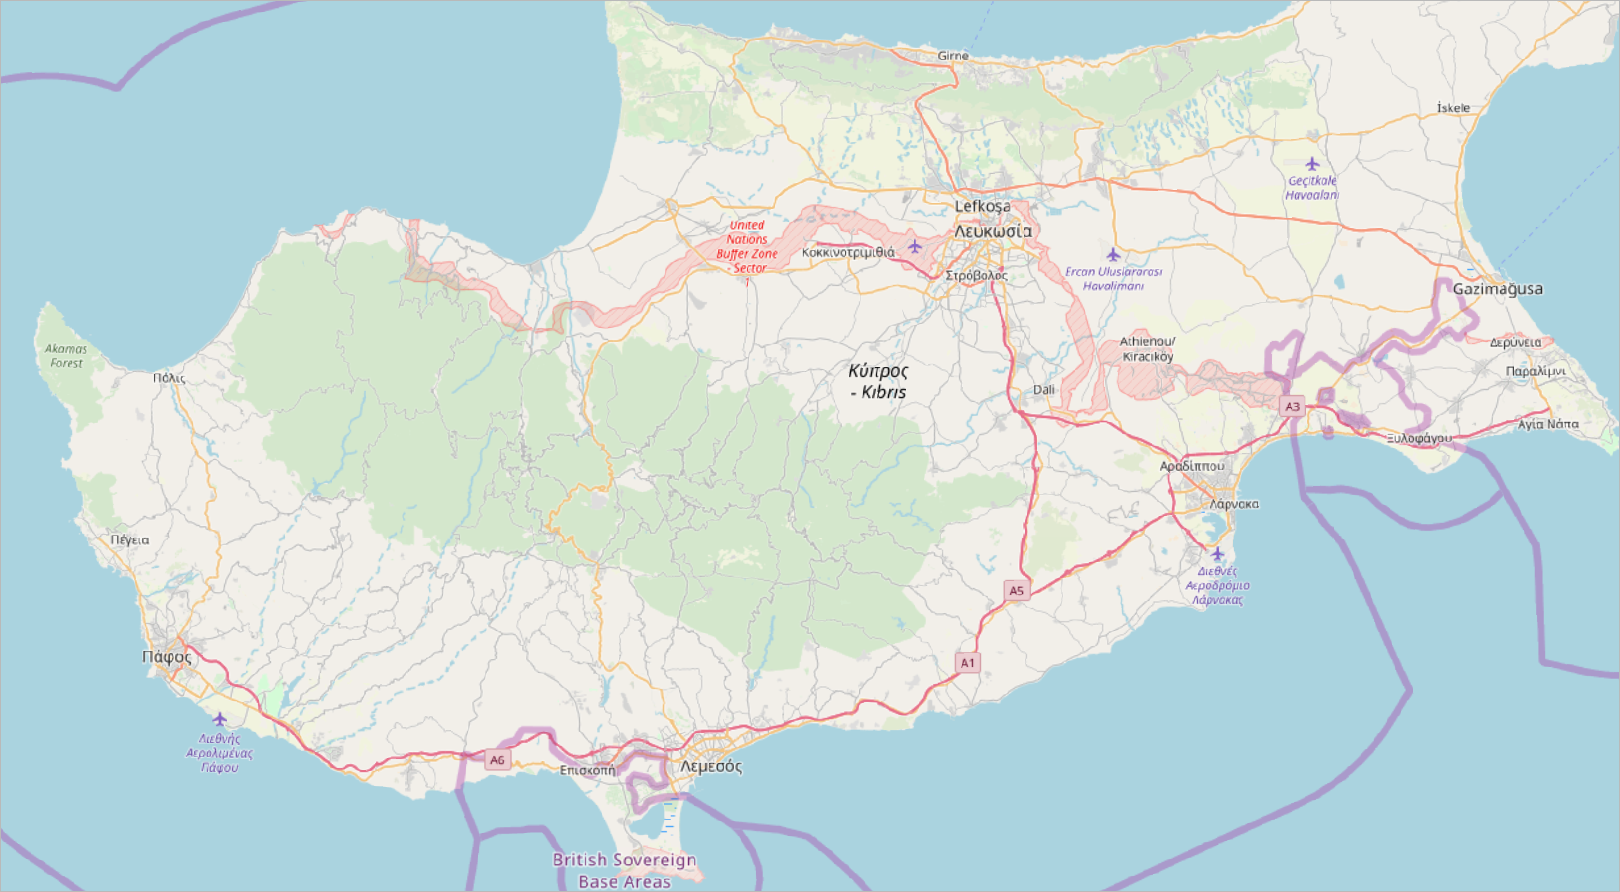 Girne
İskele
Geçitkale
Havaalanı
Lefkoşa
Λευκωσία
United
Nations
Buffer Zone
- Sector
1
Κοκκινοτριμιθιά
Στρόβολος
Ercan Uluslararası
Havalimanı
Gazimağusa
Akamas
Forest
Πόλις
Athienou/
Kiracıköy
Δερύνεια
Παραλίμνι
Κύπρος
- Kıbrıs
Dali
A3
Αγία Νάπα
Ξυλοφάγου
Αραδίππου
Λάρνακα
Πέγεια
Διεθνές
Αεροδρόμιο
Λάρνακας
A5
Πάφος
A1
Διεθνής
Αερολιμένας
Πάφου
A6
Επισκοπή
Λεμεσός
British Sovereign
Base Areas